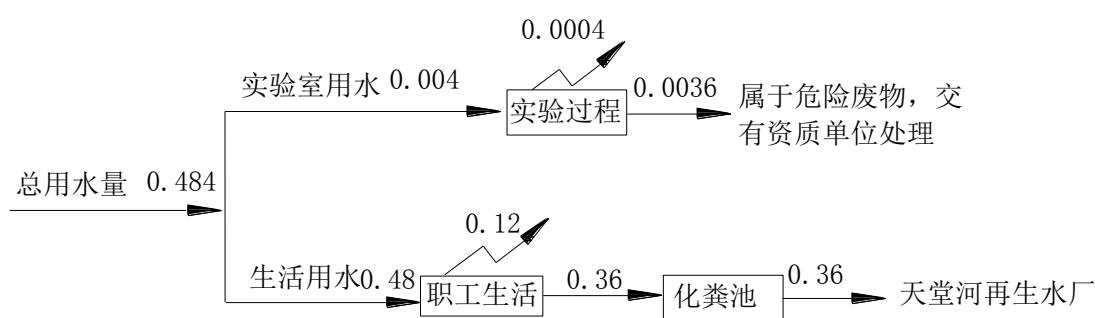 0.0004
实验室用水 0.004
实验过程
0.0036
属于危险废物，交
有资质单位处理
总用水量 0.484
0.12
生活用水0.48
职工生活
0.36
化粪池
0.36
天堂河再生水厂